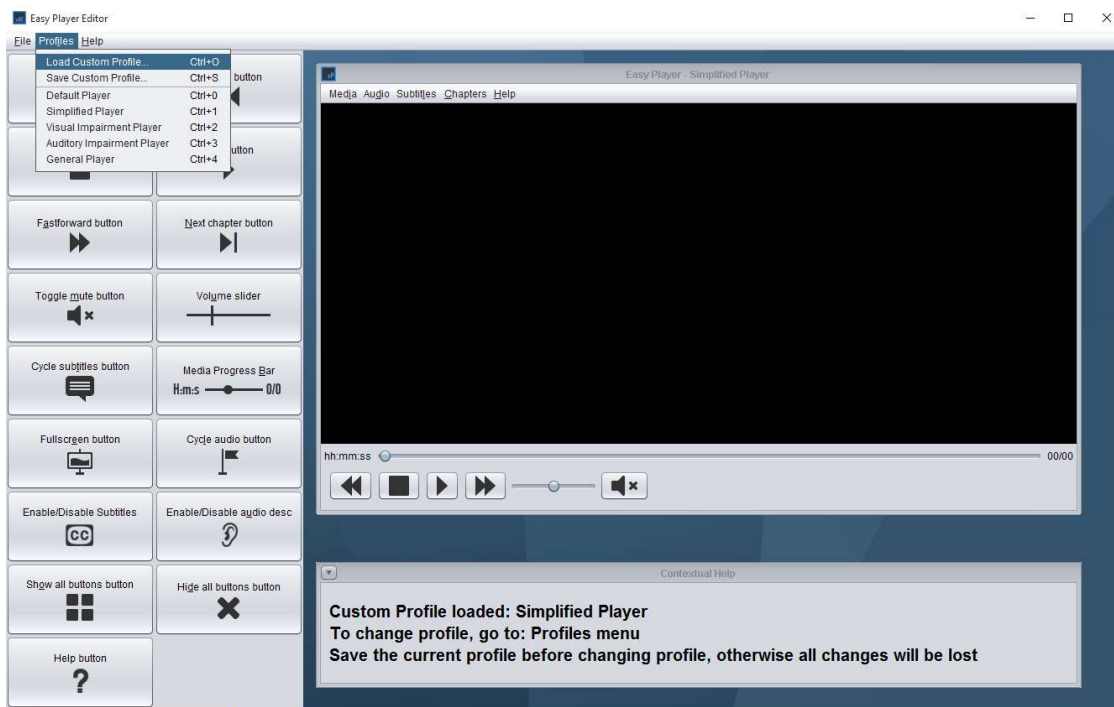 Easy Player Editor
File Profiles Help
Load Custom Profile... Ctrl+O
Save Custom Profile... Ctrl+S
Default Player Ctrl+0
Simplified Player Ctrl+1
Visual Impairment Player Ctrl+2
Auditory Impairment Player Ctrl+3
General Player Ctrl+4
button
utton
Fastforward button
Next chapter button
Toggle mute button
Volume slider
Cycle subtitles button
Media Progress Bar
H:m:s 0/0
Fullscreen button
Cycle audio button
Enable/Disable Subtitles
CC
Enable/Disable audio desc
Show all buttons button
Hide all buttons button
Help button
?
Easy Player - Simplified Player
Media Audio Subtitles Chapters Help
hh:mm:ss 00/00
Contextual Help
Custom Profile loaded: Simplified Player
To change profile, go to: Profiles menu
Save the current profile before changing profile, otherwise all changes will be lost